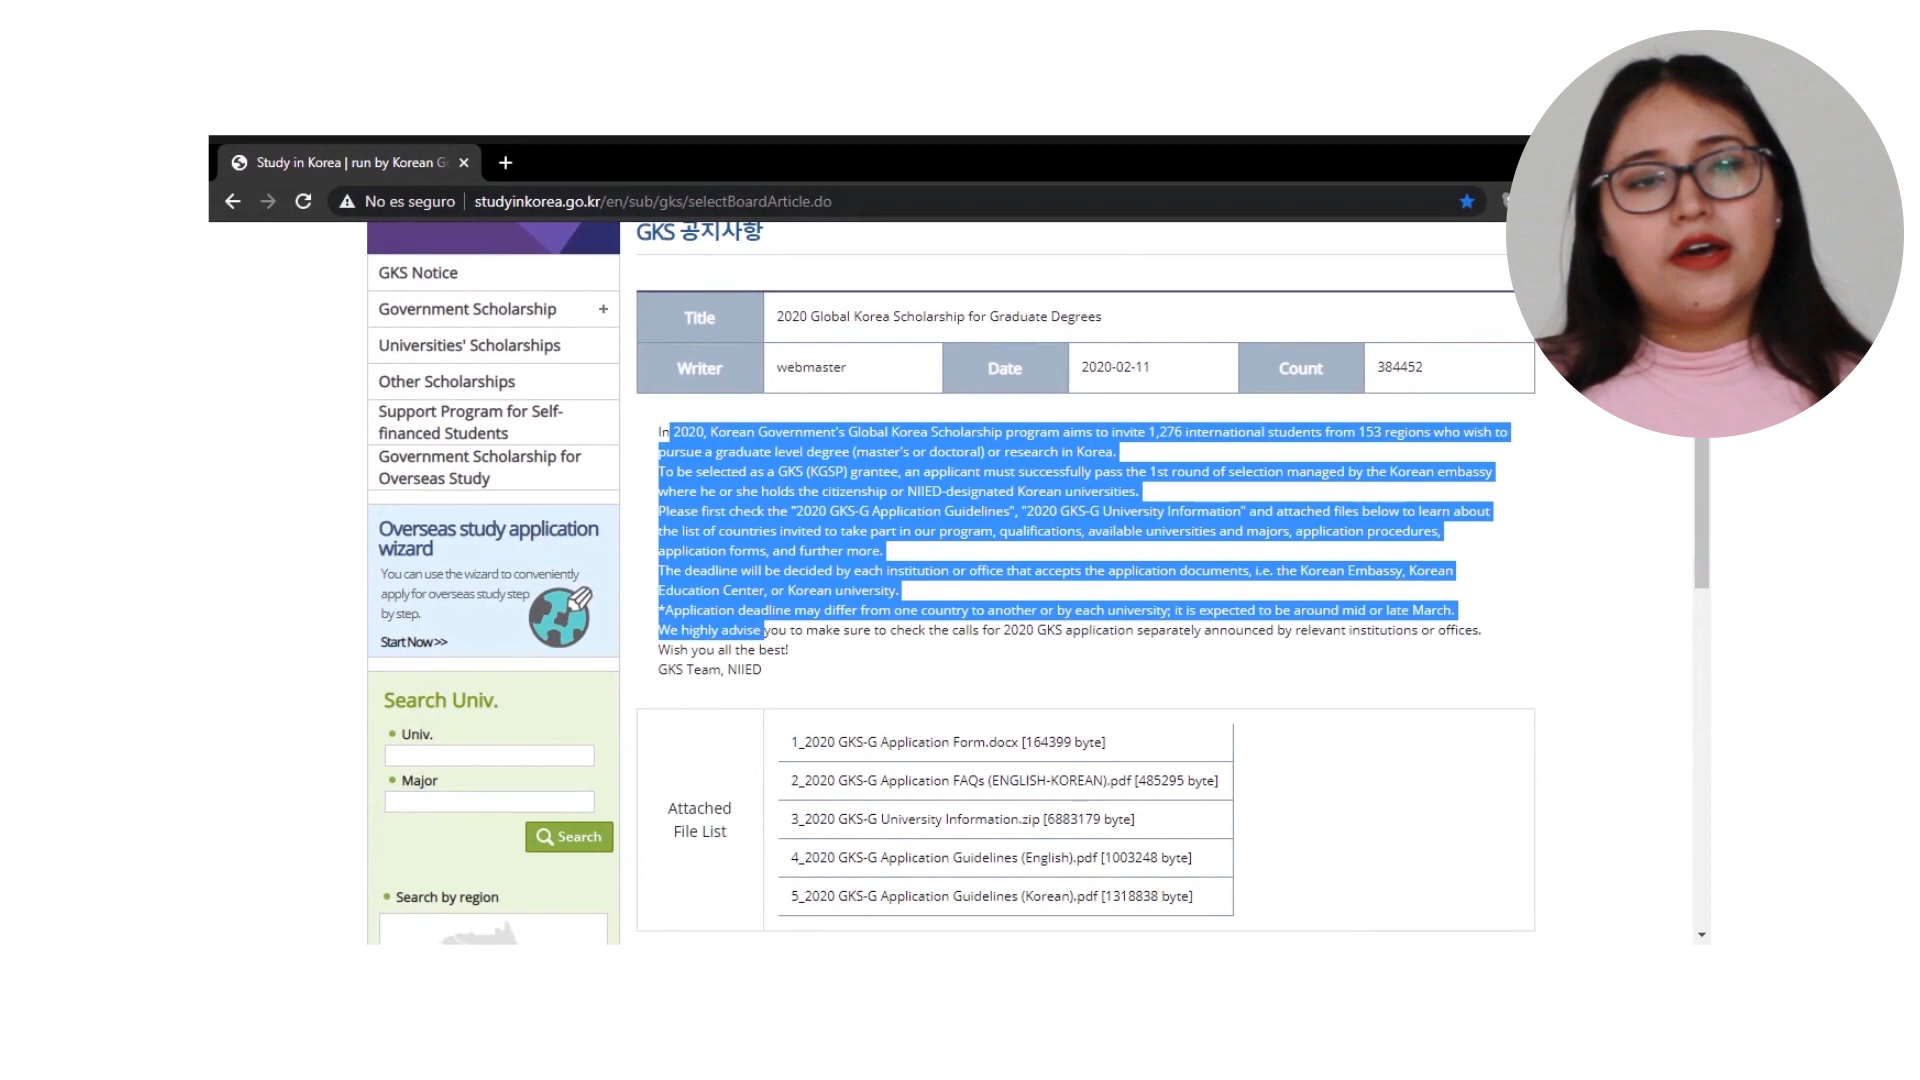 Study in Korea | run by Korean G
No es seguro
studyinkorea.go.kr/en/sub/gks/selectBoardArticle.do
GKS 공지사항
GKS Notice
Government Scholarship +
Universities' Scholarships
Other Scholarships
Support Program for Self-
financed Students
Government Scholarship for
Overseas Study
Overseas study application
wizard
You can use the wizard to conveniently
apply for overseas study step
by step.
Start Now >>
Search Univ.
Univ.
Major
Search
Search by region
Title
2020 Global Korea Scholarship for Graduate Degrees
Writer
webmaster
Date
2020-02-11
Count
384452
In 2020, Korean Government's Global Korea Scholarship program aims to invite 1,276 international students from 153 regions who wish to
pursue a graduate level degree (master's or doctoral) or research in Korea.
To be selected as a GKS (KGSP) grantee, an applicant must successfully pass the 1st round of selection managed by the Korean embassy
where he or she holds the citizenship or NIIED-designated Korean universities.
Please first check the "2020 GKS-G Application Guidelines", "2020 GKS-G University Information" and attached files below to learn about
the list of countries invited to take part in our program, qualifications, available universities and majors, application procedures,
application forms, and further more.
The deadline will be decided by each institution or office that accepts the application documents, i.e. the Korean Embassy, Korean
Education Center, or Korean university.
*Application deadline may differ from one country to another or by each university; it is expected to be around mid or late March.
We highly advise you to make sure to check the calls for 2020 GKS application separately announced by relevant institutions or offices.
Wish you all the best!
GKS Team, NIIED
Attached
File List
1_2020 GKS-G Application Form.docx [164399 byte]
2_2020 GKS-G Application FAQs (ENGLISH-KOREAN).pdf [485295 byte]
3_2020 GKS-G University Information.zip [6883179 byte]
4_2020 GKS-G Application Guidelines (English).pdf [1003248 byte]
5_2020 GKS-G Application Guidelines (Korean).pdf [1318838 byte]